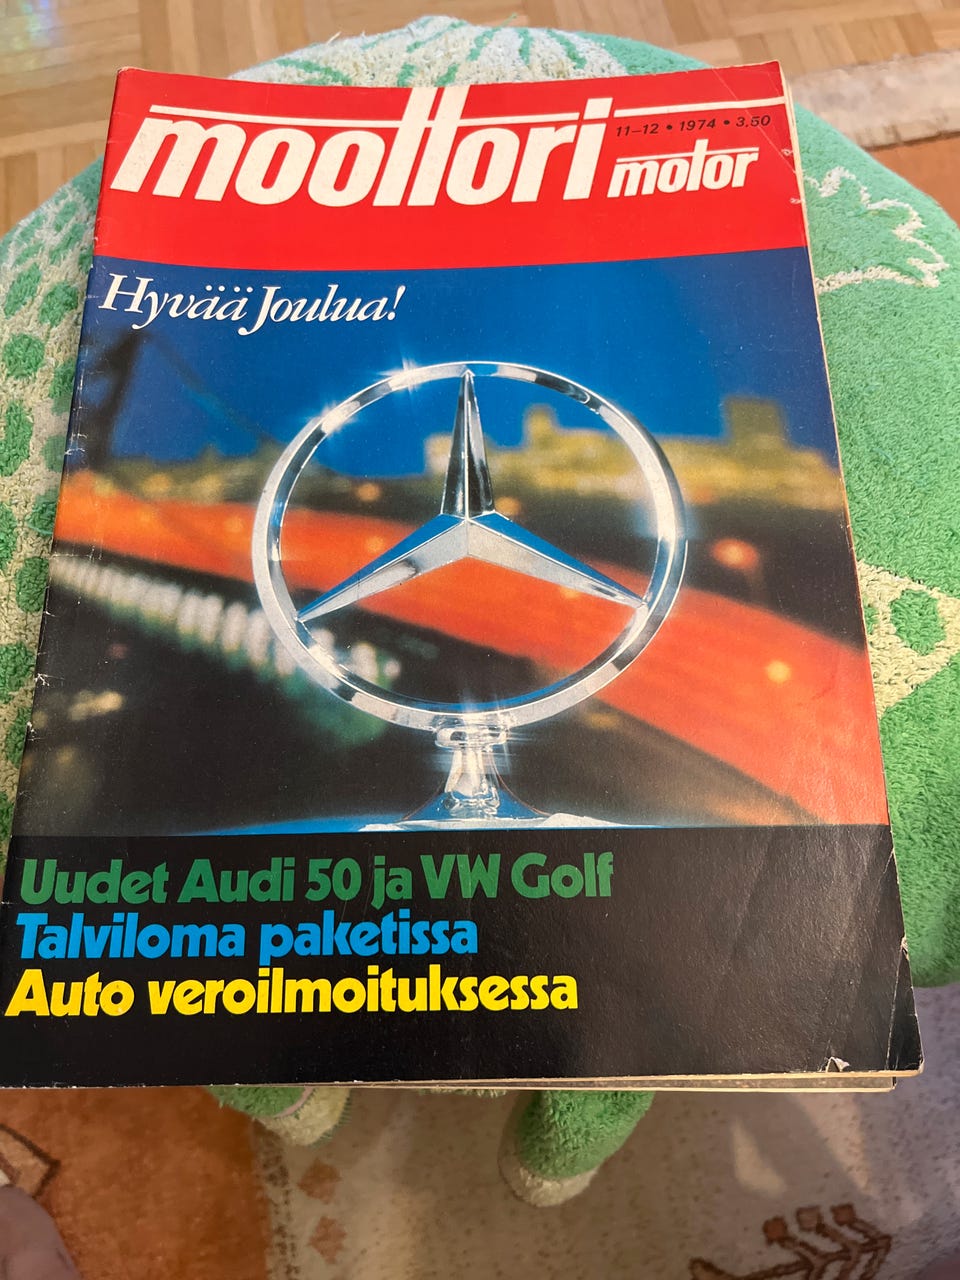 moottori
11–12 • 1974 • 3,50
motor
Hyvää Joulua!
Uudet Audi 50 ja VW Golf
Talviloma paketissa
Auto veroilmoituksessa